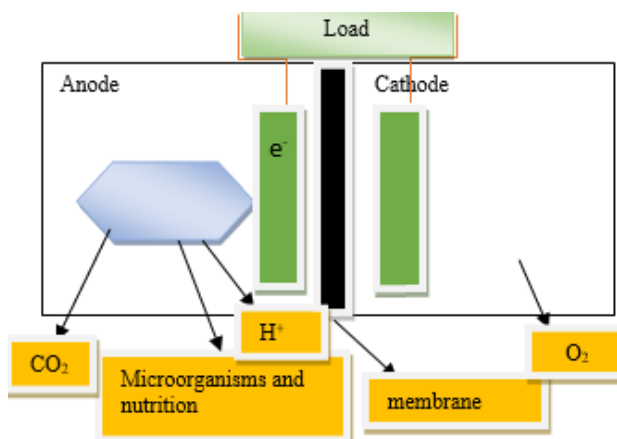 Load
Anode
Cathode
e⁻
H⁺
CO₂
Microorganisms and
nutrition
membrane
O₂